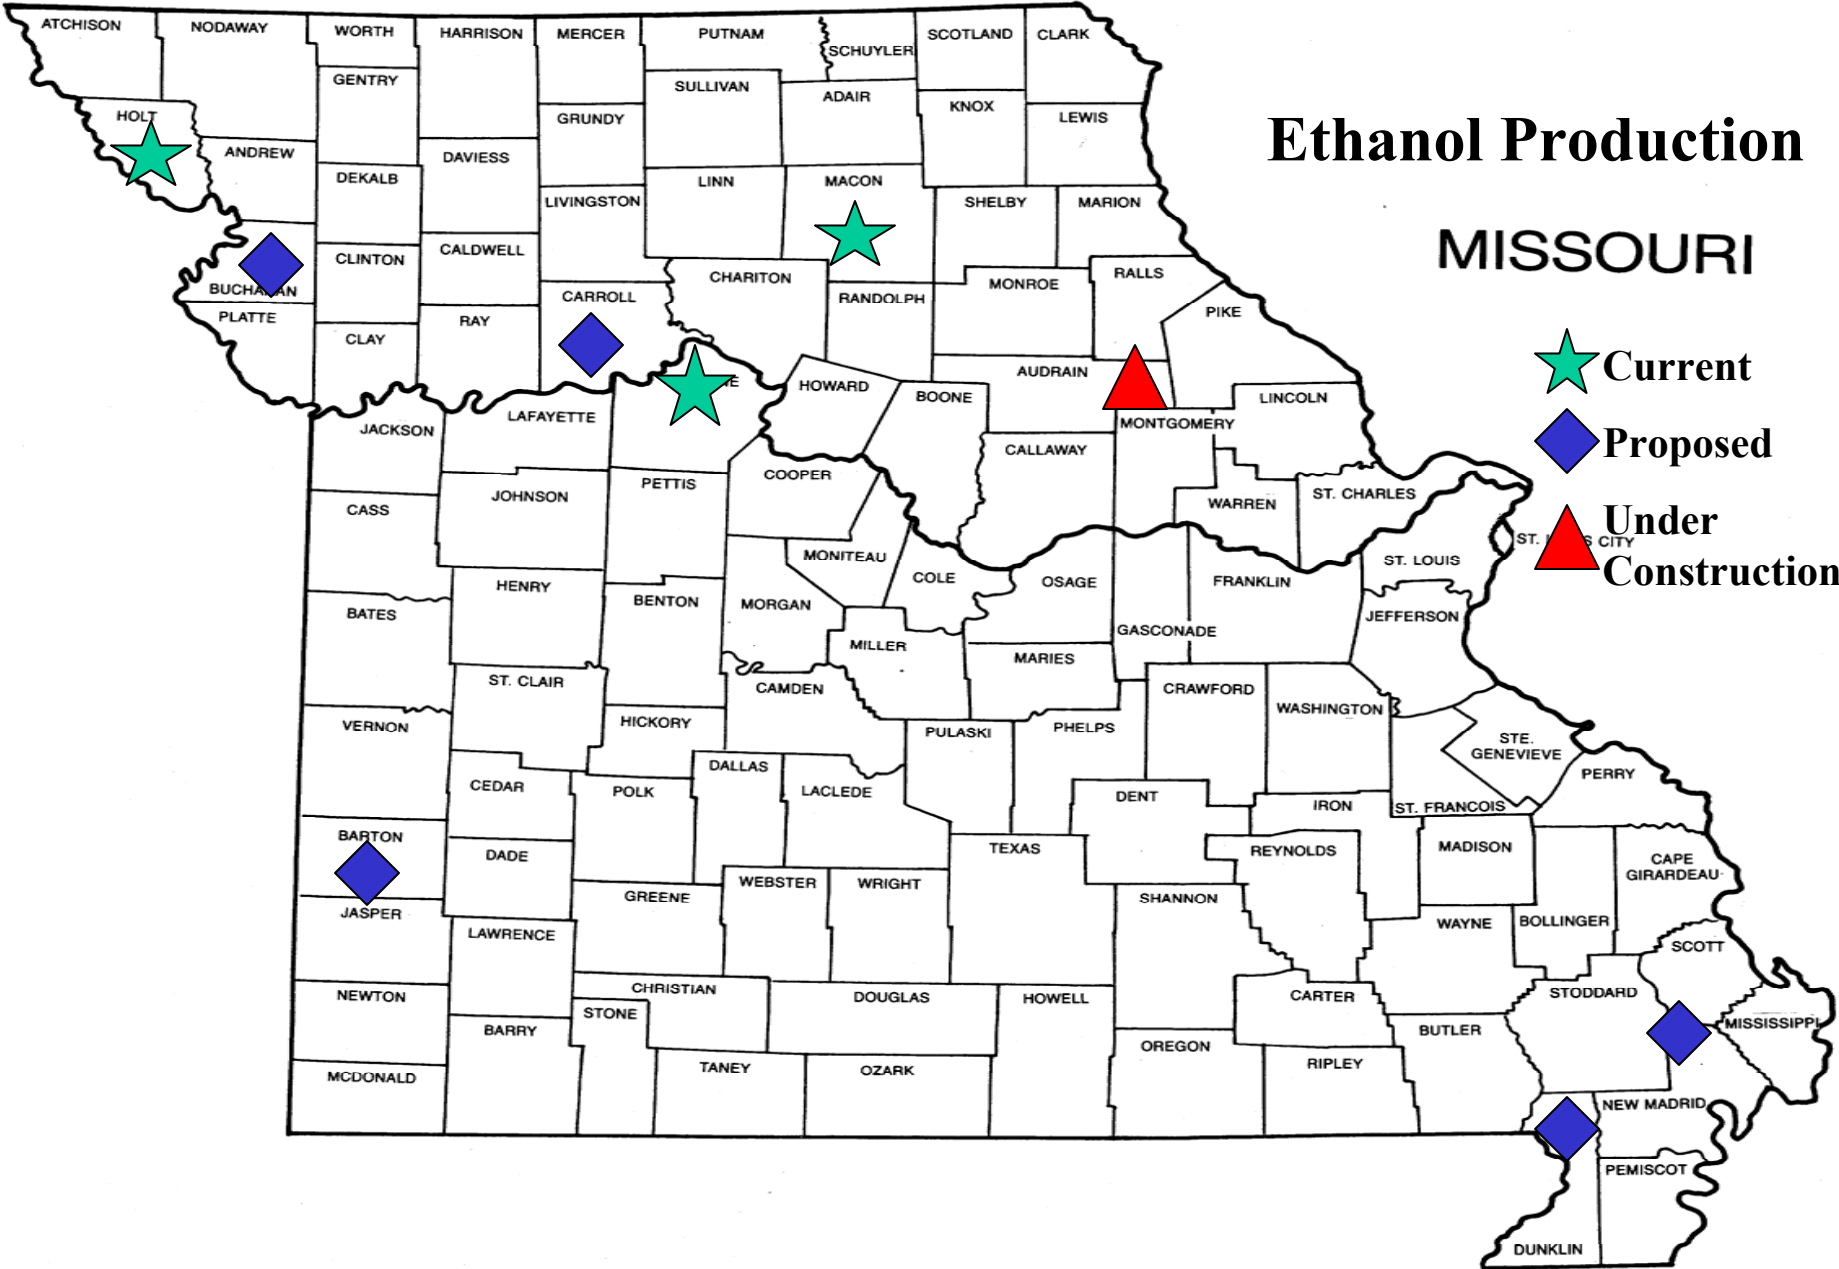 ATCHISON
NODAWAY
WORTH
HARRISON
MERCER
PUTNAM
SCHUYLER
SCOTLAND
CLARK
GENTRY
SULLIVAN
ADAIR
KNOX
LEWIS
HOLT
ANDREW
GRUNDY
DAVIESS
DEKALB
LINN
MACON
LIVINGSTON
SHELBY
MARION
Ethanol Production
MISSOURI
CLINTON
CALDWELL
BUCHANAN
CHARITON
CARROLL
RANDOLPH
MONROE
RALLS
PLATTE
CLAY
RAY
PIKE
HOWARD
BOONE
AUDRAIN
LINCOLN
Current
JACKSON
LAFAYETTE
MONTGOMERY
CALLAWAY
Proposed
COOPER
PETTIS
JOHNSON
CASS
WARREN
ST. CHARLES
Under
Construction
CITY
ST. LOUIS
MONITEAU
COLE
OSAGE
FRANKLIN
HENRY
BENTON
MORGAN
BATES
JEFFERSON
GASCONADE
MILLER
MARIES
ST. CLAIR
CAMDEN
CRAWFORD
WASHINGTON
VERNON
HICKORY
PULASKI
PHELPS
STE.
GENEVIEVE
PERRY
DALLAS
CEDAR
POLK
LACLEDE
DENT
IRON
ST. FRANCOIS
BARTON
DADE
TEXAS
REYNOLDS
MADISON
CAPE
GIRARDEAU
WEBSTER
WRIGHT
GREENE
SHANNON
JASPER
LAWRENCE
WAYNE
BOLLINGER
SCOTT
NEWTON
CHRISTIAN
DOUGLAS
HOWELL
CARTER
STODDARD
STONE
BARRY
MISSISSIPPI
BUTLER
OREGON
RIPLEY
MCDONALD
TANEY
OZARK
NEW MADRID
PEMISCOT
DUNKLIN